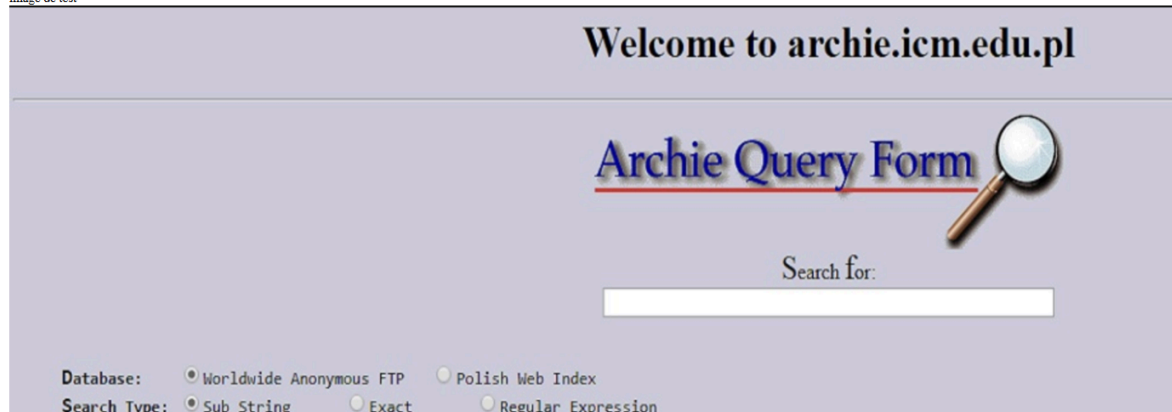 Image de test
Welcome to archie.icm.edu.pl
Archie Query Form
Search for:
Database: Worldwide Anonymous FTP Polish Web Index
Search Type: Sub String Exact Regular Expression